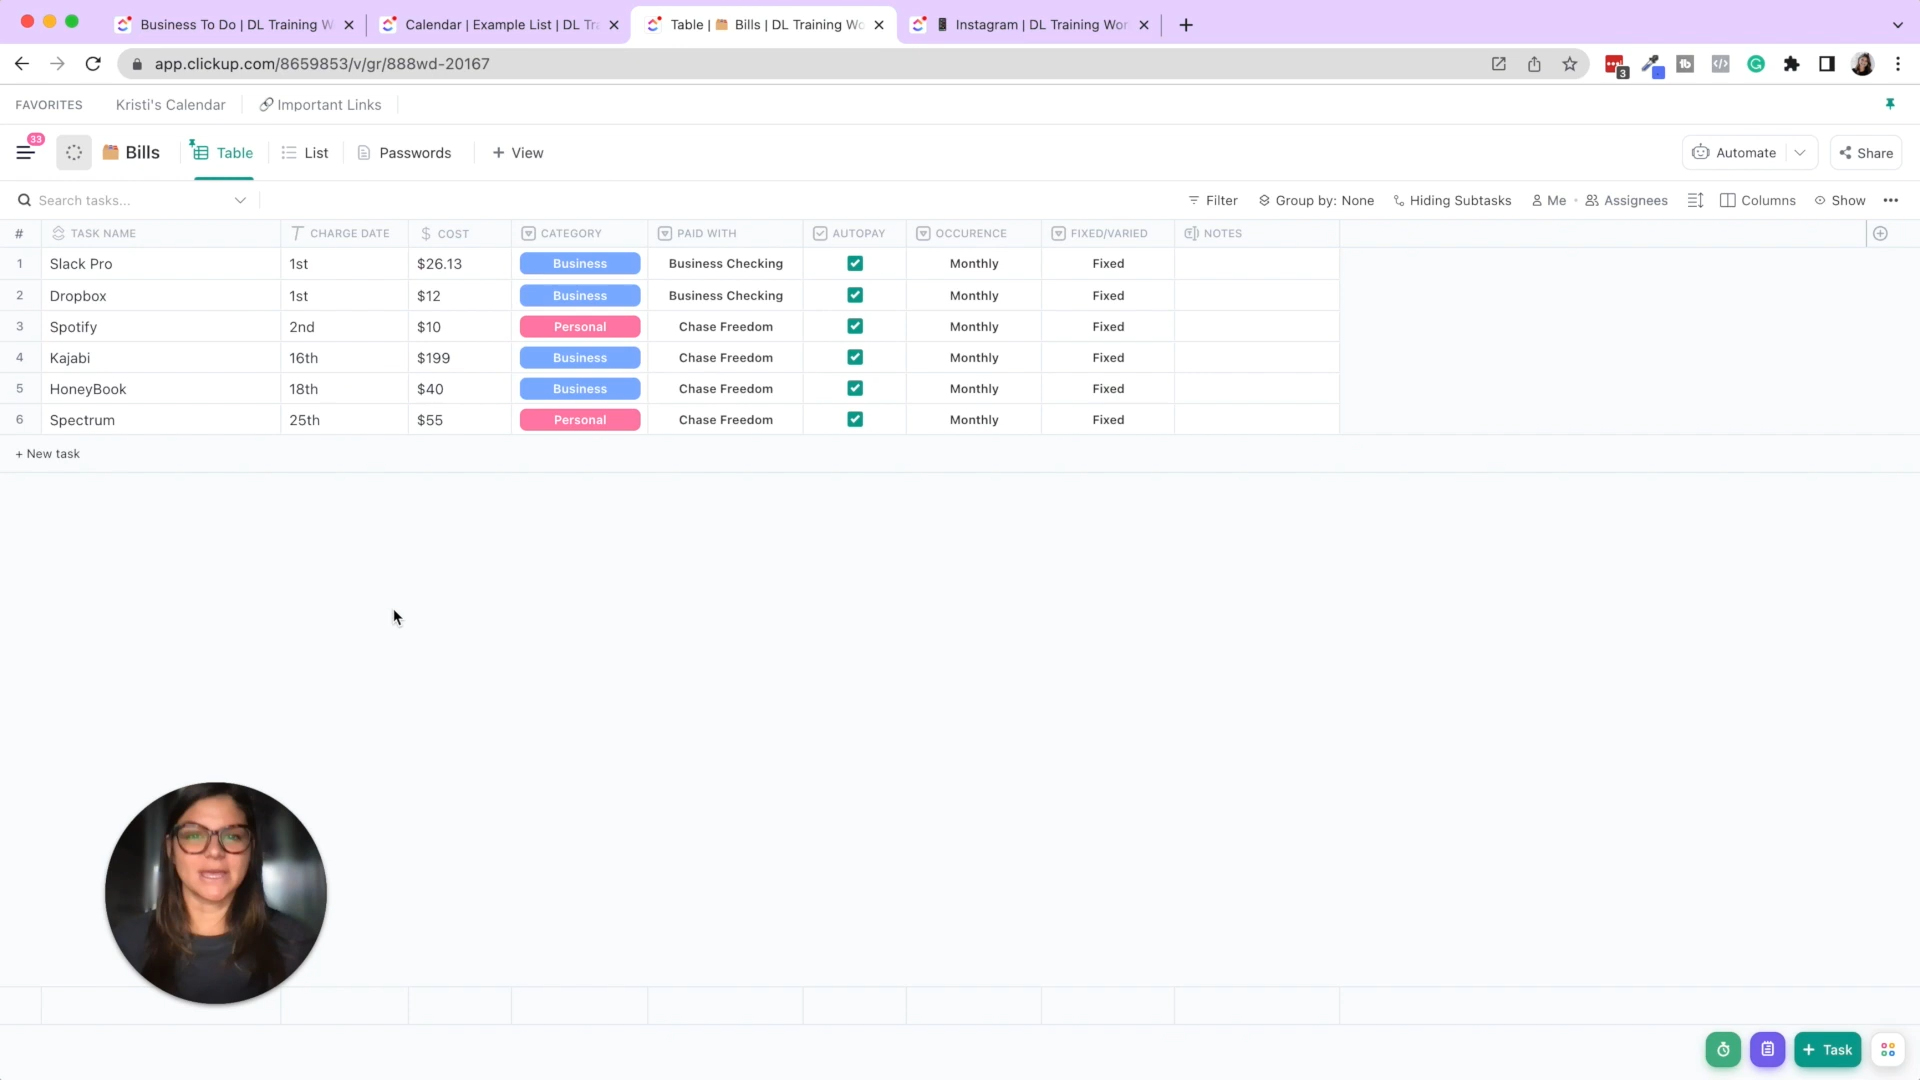 Business To Do | DL Training W
Calendar | Example List | DL Tra
Table | Bills | DL Training Wo
Instagram | DL Training Wor
app.clickup.com/8659853/v/gr/888wd-20167
3
FAVORITES Kristi's Calendar Important Links
33 Bills Table List Passwords + View Automate Share
Search tasks... Filter Group by: None Hiding Subtasks Me Assignees Columns Show
# TASK NAME CHARGE DATE $ COST CATEGORY PAID WITH AUTOPAY OCCURENCE FIXED/VARIED NOTES
1 Slack Pro 1st $26.13 Business Business Checking Monthly Fixed
2 Dropbox 1st $12 Business Business Checking Monthly Fixed
3 Spotify 2nd $10 Personal Chase Freedom Monthly Fixed
4 Kajabi 16th $199 Business Chase Freedom Monthly Fixed
5 HoneyBook 18th $40 Business Chase Freedom Monthly Fixed
6 Spectrum 25th $55 Personal Chase Freedom Monthly Fixed
+ New task
+ Task